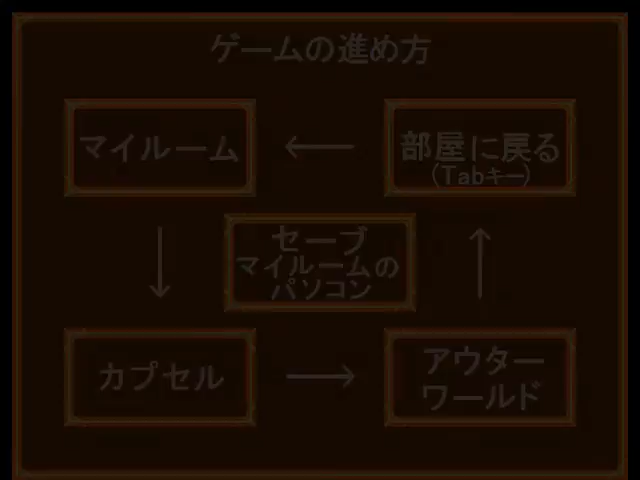 ゲームの進め方
マイルーム
←
部屋に戻る
(Tabキー)
セーブ
マイルームの
パソコン
↓
↑
カプセル
→
アウター
ワールド